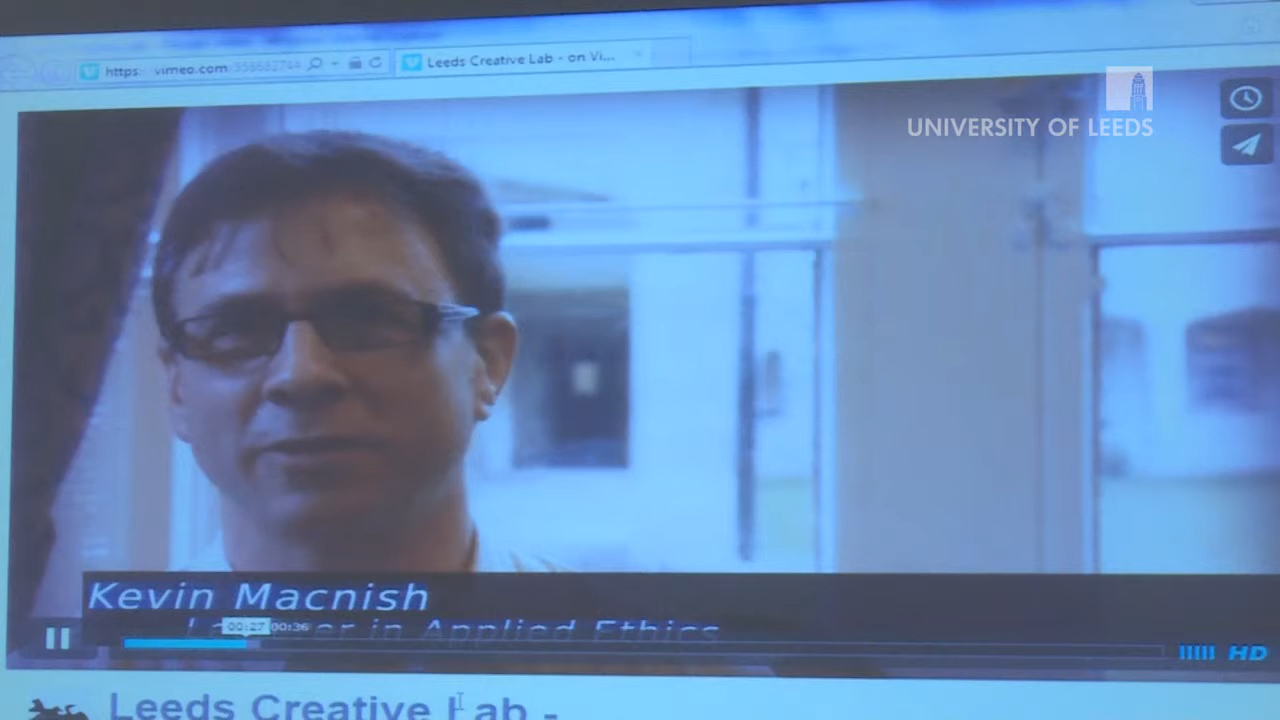 https: vimeo.com
Leeds Creative Lab - on Vi...
UNIVERSITY OF LEEDS
Kevin Macnish
in Applied Ethics
00:27 00:36
HD
Leeds Creative Lab -